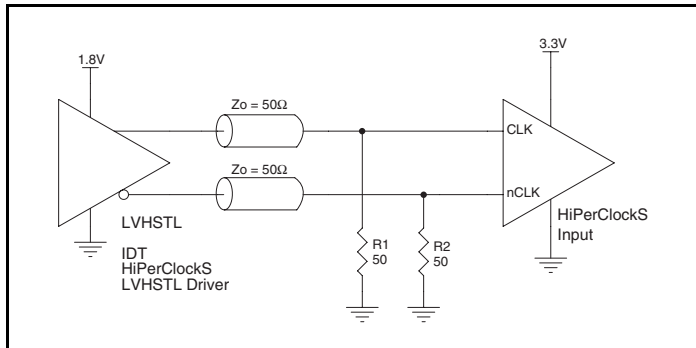 1.8V
3.3V
Zo = 50Ω
CLK
Zo = 50Ω
nCLK
LVHSTL
IDT
HiPerClockS
LVHSTL Driver
R1
50
R2
50
HiPerClockS
Input